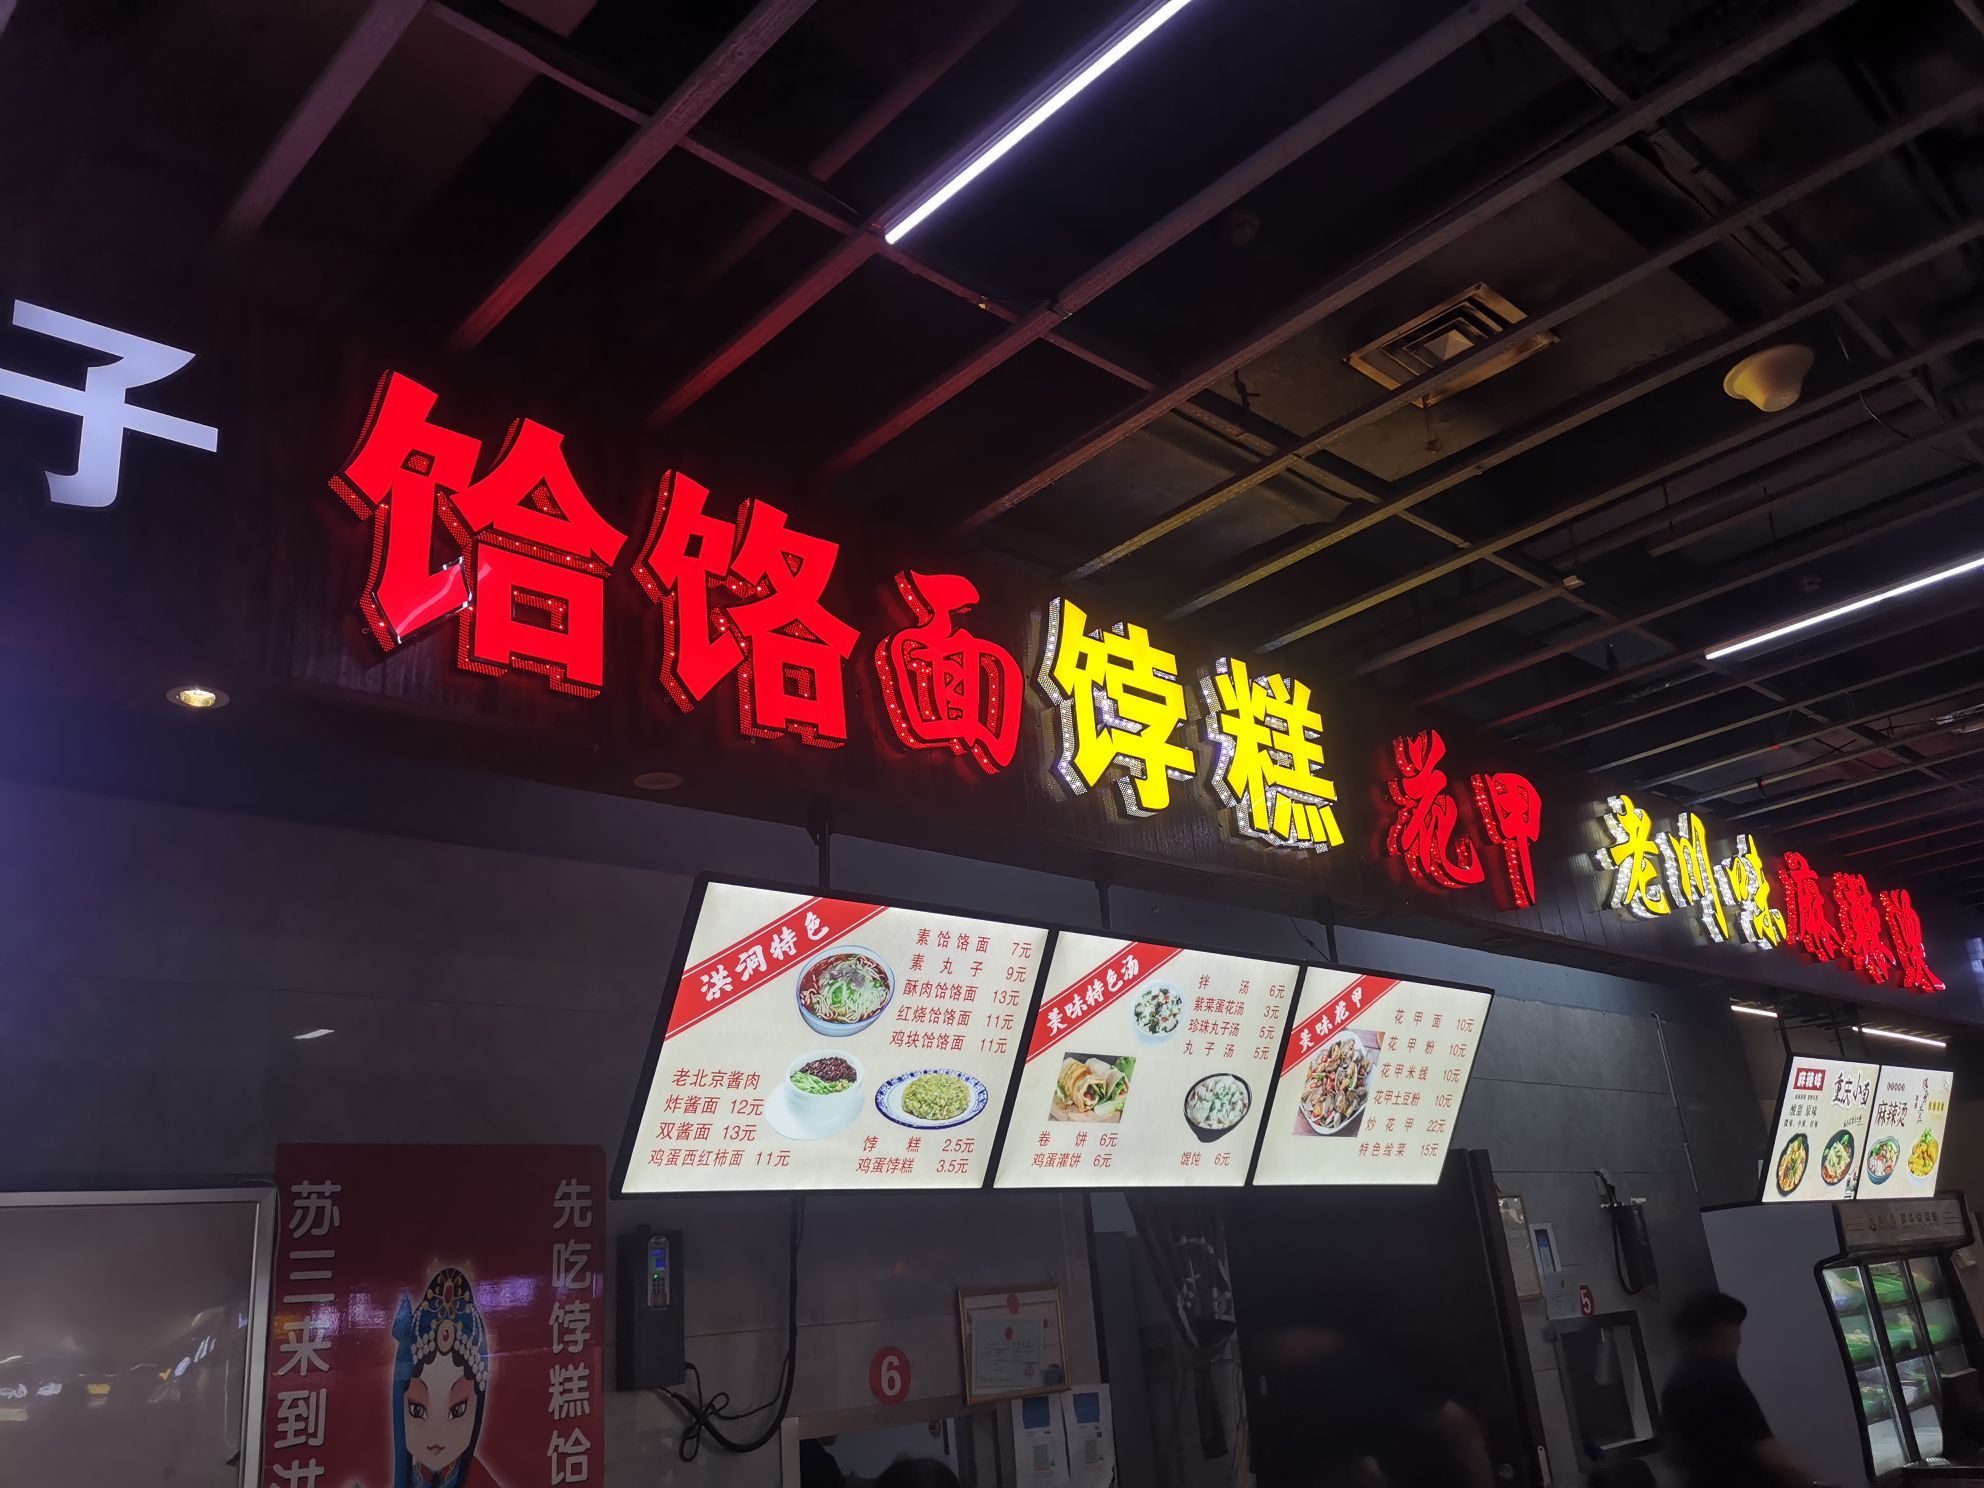 子
饸饹面 饽糕 花甲 老川味 麻辣烫
洪洞特色
素饸饹面 7元
素丸子 9元
酥肉饸饹面 13元
红烧饸饹面 11元
鸡块饸饹面 11元
老北京酱肉
炸酱面 12元
双酱面 13元
鸡蛋西红柿面 11元
饽糕 2.5元
鸡蛋饽糕 3.5元
美味特色汤
拌汤 6元
紫菜蛋花汤 3元
珍珠丸子汤 5元
丸子汤 5元
卷饼 6元
鸡蛋灌饼 6元
馄饨 6元
美味花甲
花甲面 10元
花甲粉 10元
花甲米线 10元
花甲土豆粉 10元
炒花甲 22元
特色绘菜 15元
麻辣味
重庆小面
酸甜 原味
麻辣烫
苏三来到洪
先吃饽糕饸
6
5